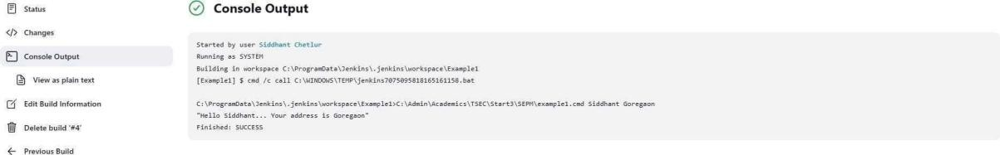 Status
Changes
Console Output
View as plain text
Edit Build Information
Delete build '#4'
Previous Build
Console Output
Started by user Siddhant Chetlur
Running as SYSTEM
Building in workspace C:\ProgramData\Jenkins\.jenkins\workspace\Example1
[Example1] $ cmd /c call C:\WINDOWS\TEMP\jenkins7075095818165161158.bat
C:\ProgramData\Jenkins\.jenkins\workspace\Example1>C:\Admin\Academics\TSEC\Start3\SEPM\example1.cmd Siddhant Goregaon
"Hello Siddhant... Your address is Goregaon"
Finished: SUCCESS